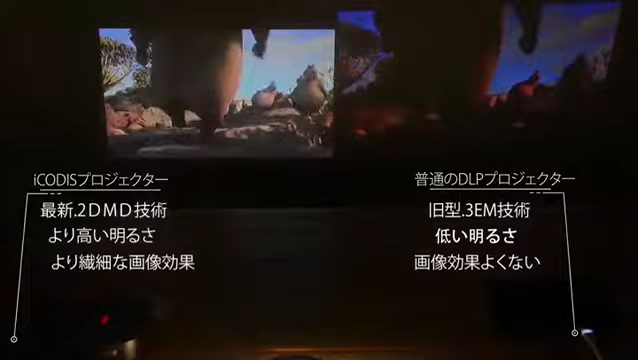 iCODISプロジェクター
最新.2DMD技術
より高い明るさ
より繊細な画像効果
普通のDLPプロジェクター
旧型.3EM技術
低い明るさ
画像効果よくない